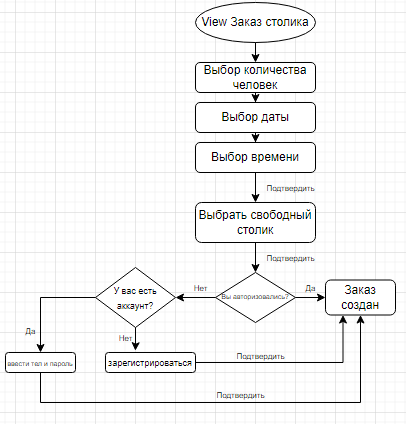 View Заказ столика
Выбор количества
человек
Выбор даты
Выбор времени
Подтвердить
Выбрать свободный
столик
Подтвердить
У вас есть
аккаунт?
Нет
Вы авторизовались?
Да
Заказ
создан
Да
Нет
ввести тел и пароль
зарегистрироваться
Подтвердить
Подтвердить